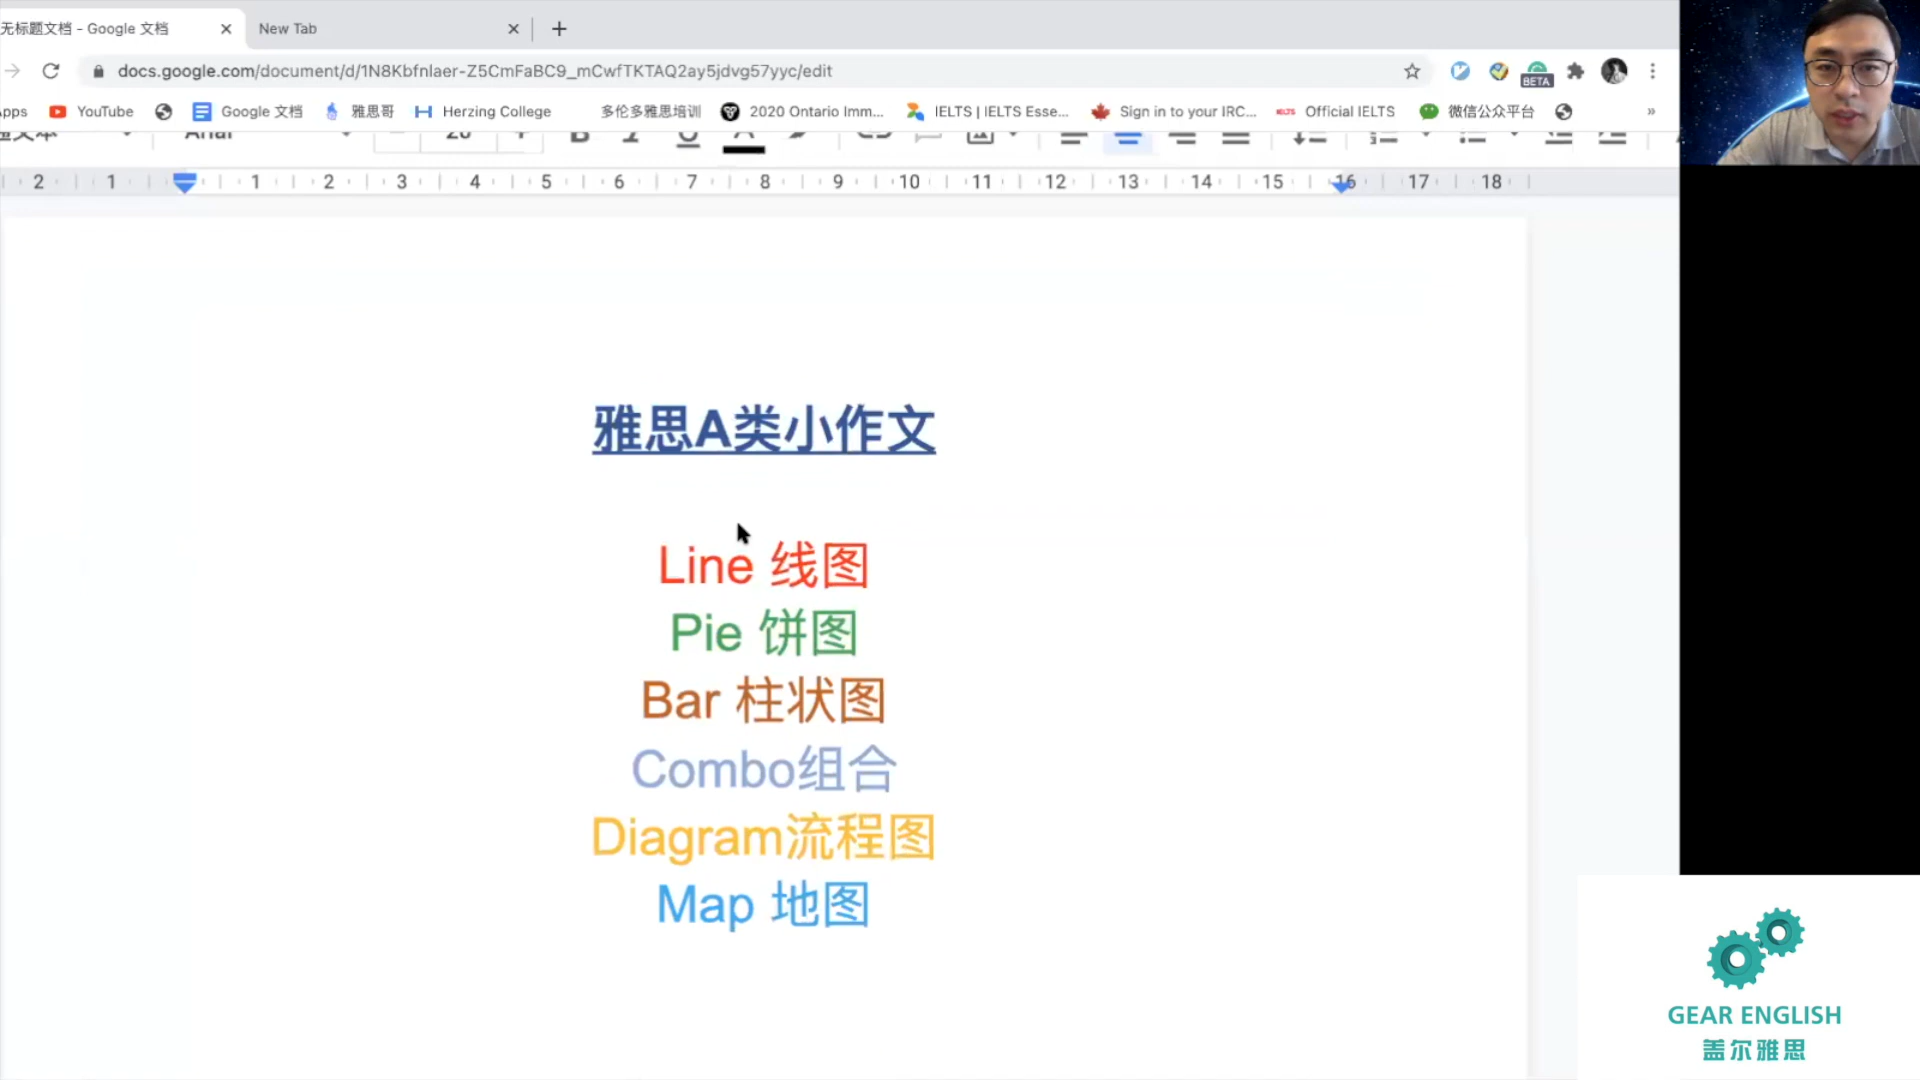 无标题文档 - Google 文档
New Tab
docs.google.com/document/d/1N8Kbfnlaer-Z5CmFaBC9_mCwfTKTAQ2ay5jdvg57yyc/edit
BETA
YouTube
Google 文档
雅思哥
Herzing College
多伦多雅思培训
2020 Ontario Imm...
IELTS | IELTS Esse...
Sign in to your IRC...
IELTS Official IELTS
微信公众平台
»
2 1 1 2 3 4 5 6 7 8 9 10 11 12 13 14 15 16 17 18
雅思A类小作文
Line 线图
Pie 饼图
Bar 柱状图
Combo组合
Diagram流程图
Map 地图
GEAR ENGLISH
盖尔雅思